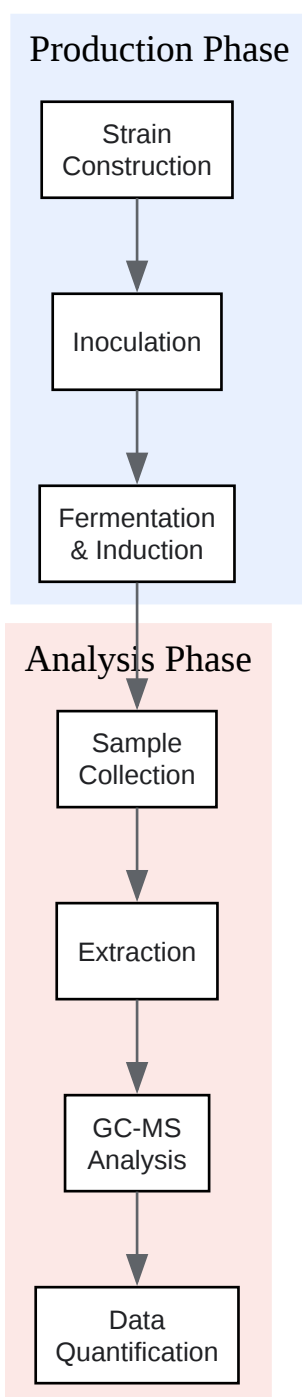 Production Phase
Strain
Construction
Inoculation
Fermentation
& Induction
Analysis Phase
Sample
Collection
Extraction
GC-MS
Analysis
Data
Quantification